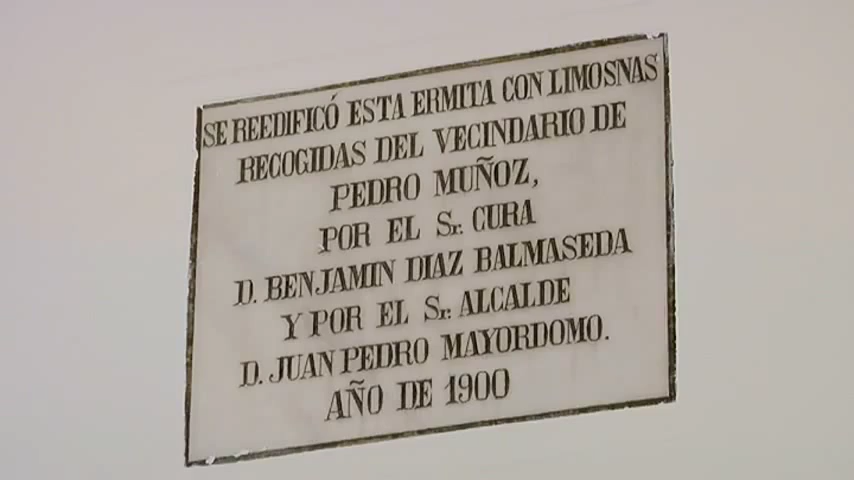 SE REEDIFICÓ ESTA ERMITA CON LIMOSNAS
RECOGIDAS DEL VECINDARIO DE
PEDRO MUÑOZ,
POR EL Sr. CURA
D. BENJAMIN DIAZ BALMASEDA
Y POR EL Sr. ALCALDE
D. JUAN PEDRO MAYORDOMO.
AÑO DE 1900